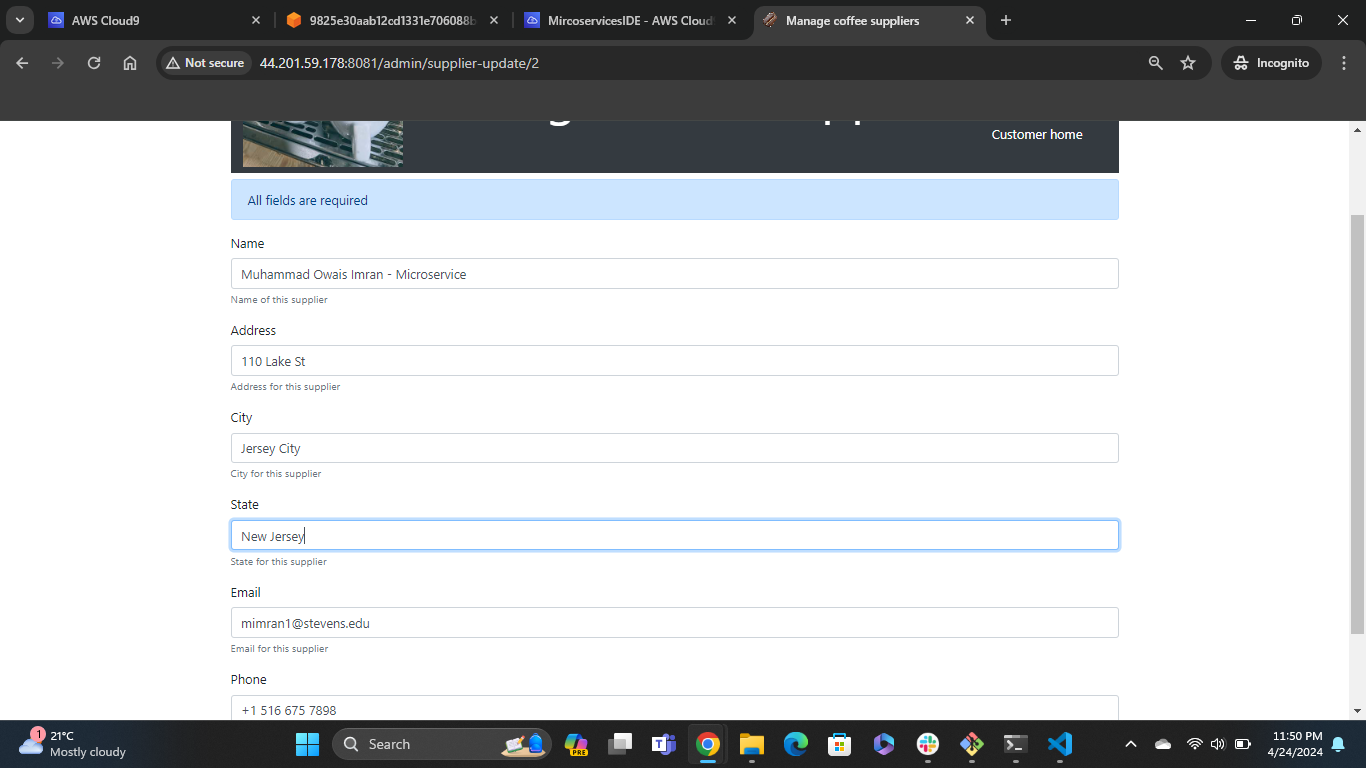 AWS Cloud9
9825e30aab12cd1331e706088b
MircoservicesIDE - AWS Cloud9
Manage coffee suppliers
Not secure
44.201.59.178:8081/admin/supplier-update/2
Incognito
Customer home
All fields are required
Name
Muhammad Owais Imran - Microservice
Name of this supplier
Address
110 Lake St
Address for this supplier
City
Jersey City
City for this supplier
State
New Jersey
State for this supplier
Email
mimran1@stevens.edu
Email for this supplier
Phone
+1 516 675 7898
1
21°C
Mostly cloudy
Search
PRE
11:50 PM
4/24/2024